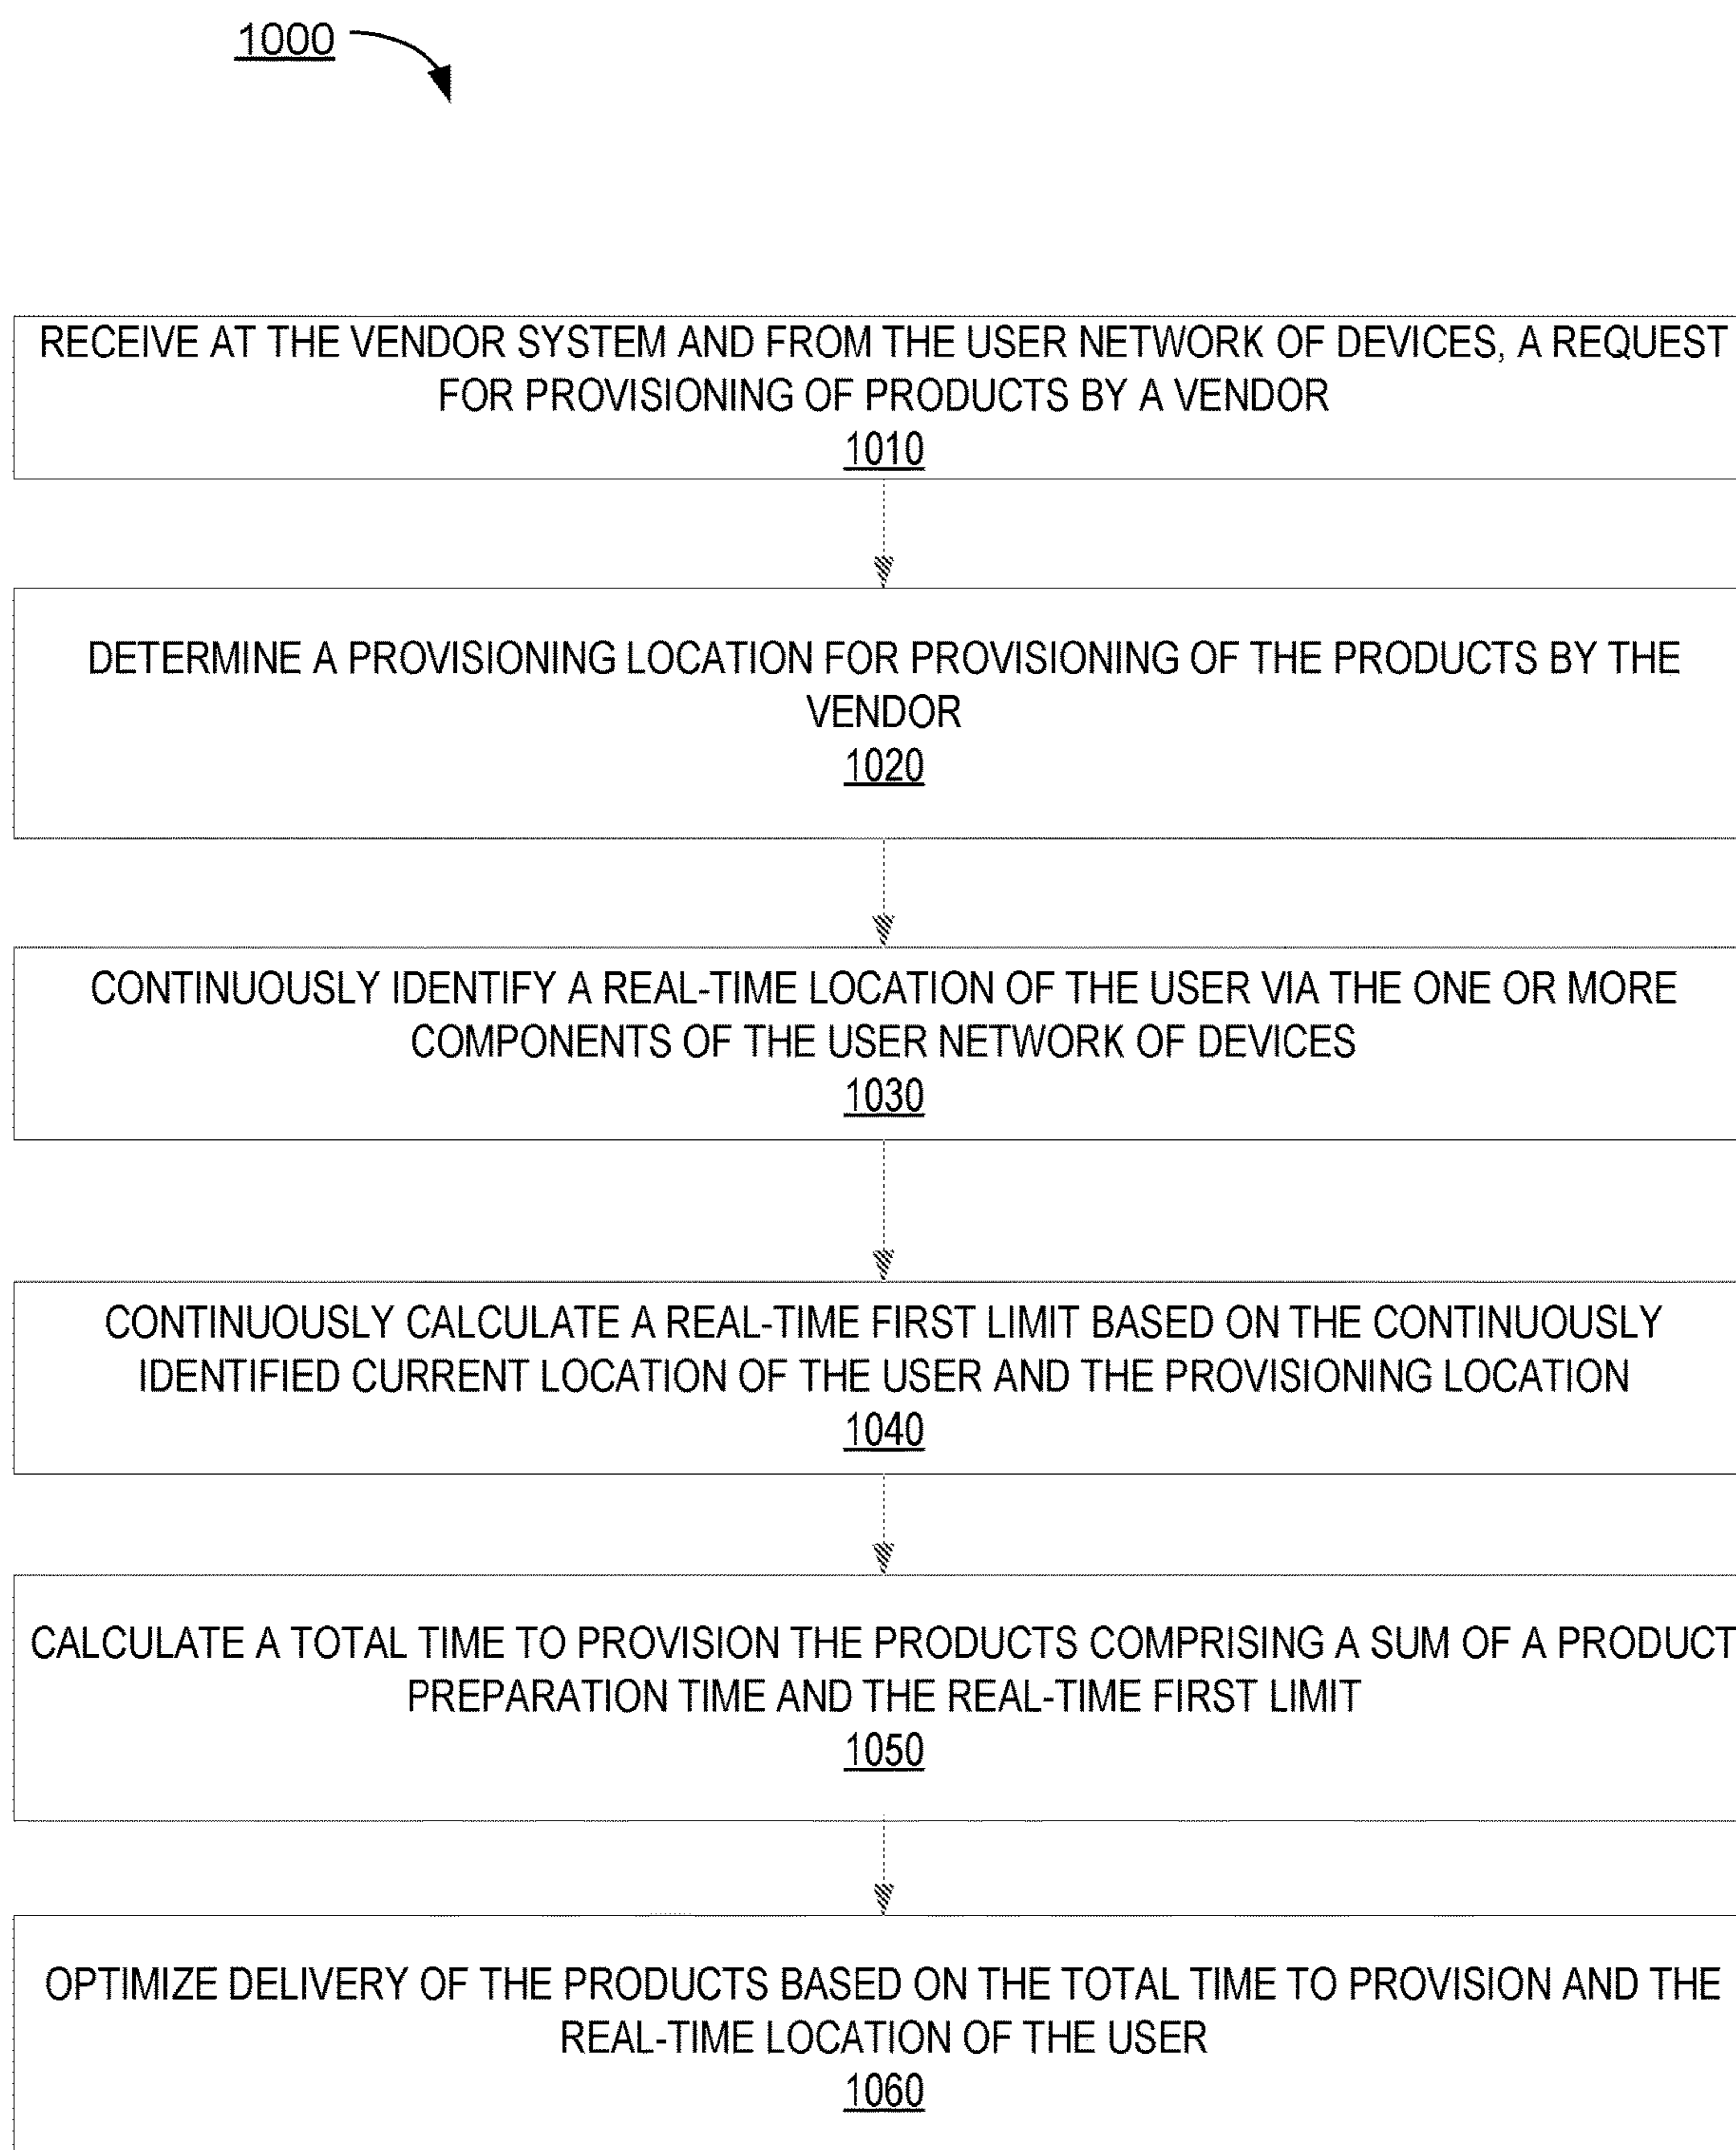 1000
RECEIVE AT THE VENDOR SYSTEM AND FROM THE USER NETWORK OF DEVICES, A REQUEST
FOR PROVISIONING OF PRODUCTS BY A VENDOR
1010
DETERMINE A PROVISIONING LOCATION FOR PROVISIONING OF THE PRODUCTS BY THE
VENDOR
1020
CONTINUOUSLY IDENTIFY A REAL-TIME LOCATION OF THE USER VIA THE ONE OR MORE
COMPONENTS OF THE USER NETWORK OF DEVICES
1030
CONTINUOUSLY CALCULATE A REAL-TIME FIRST LIMIT BASED ON THE CONTINUOUSLY
IDENTIFIED CURRENT LOCATION OF THE USER AND THE PROVISIONING LOCATION
1040
CALCULATE A TOTAL TIME TO PROVISION THE PRODUCTS COMPRISING A SUM OF A PRODUCT
PREPARATION TIME AND THE REAL-TIME FIRST LIMIT
1050
OPTIMIZE DELIVERY OF THE PRODUCTS BASED ON THE TOTAL TIME TO PROVISION AND THE
REAL-TIME LOCATION OF THE USER
1060